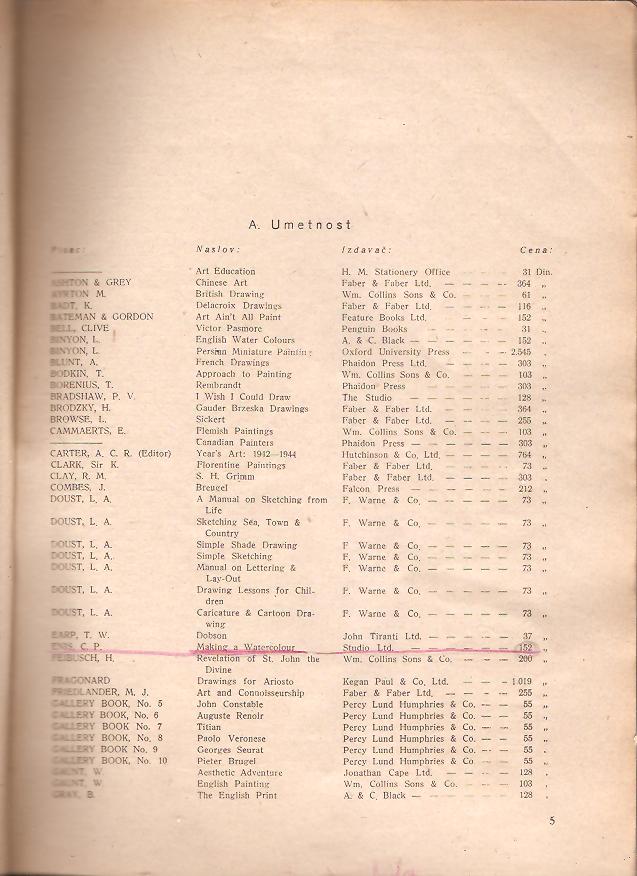 A. Umetnost
Pisac: Naslov: Izdavač: Cena:
Art Education H. M. Stationery Office 31 Din.
ASHTON & GREY Chinese Art Faber & Faber Ltd. 364 „
AYRTON M. British Drawing Wm. Collins Sons & Co. 61 „
BADT, K. Delacroix Drawings Faber & Faber Ltd. 116 „
BATEMAN & GORDON Art Ain't All Paint Feature Books Ltd. 152 „
BELL, CLIVE Victor Pasmore Penguin Books 31 .
BINYON, L. English Water Colours A. & C. Black 152 „
BINYON, L. Persian Miniature Painting Oxford University Press 2.545 .
BLUNT, A. French Drawings Phaidon Press Ltd. 303 „
BODKIN, T. Approach to Painting Wm. Collins Sons & Co. 103 „
BORENIUS, T. Rembrandt Phaidon Press 303 „
BRADSHAW, P. V. I Wish I Could Draw The Studio 128 „
BRODZKY, H. Gauder Brzeska Drawings Faber & Faber Ltd. 364 „
BROWSE, L. Sickert Faber & Faber Ltd. 255 „
CAMMAERTS, E. Flemish Paintings Wm. Collins Sons & Co. 103 „
Canadian Painters Phaidon Press 303 „
CARTER, A. C. R. (Editor) Year's Art: 1942—1944 Hutchinson & Co, Ltd. 764 „
CLARK, Sir K. Florentine Paintings Faber & Faber Ltd. 73 „
CLAY, R. M. S. H. Grimm Faber & Faber Ltd. 303 .
COMBES, J. Breugel Falcon Press 212 „
DOUST, L. A. A Manual on Sketching from F. Warne & Co. 73 „
Life
DOUST, L. A. Sketching Sea, Town & F. Warne & Co. 73 „
Country
DOUST, L. A. Simple Shade Drawing F. Warne & Co. 73 „
DOUST, L. A. Simple Sketching F. Warne & Co. 73 „
DOUST, L. A. Manual on Lettering & F. Warne & Co. 73 „
Lay-Out
DOUST, L. A. Drawing Lessons for Chil- F. Warne & Co. 73 „
dren
DOUST, L. A. Caricature & Cartoon Dra- F. Warne & Co. 73 „
wing
EARP, T. W. Dobson John Tiranti Ltd. 37 „
C. P. Making a Watercolour Studio Ltd. 152 „
FEIBUSCH, H. Revelation of St. John the Wm. Collins Sons & Co. 200 „
Divine
FRAGONARD Drawings for Ariosto Kegan Paul & Co, Ltd. 1.019 „
FRIEDLANDER, M. J. Art and Connoisseurship Faber & Faber Ltd. 255 „
GALLERY BOOK, No. 5 John Constable Percy Lund Humphries & Co. 55 „
GALLERY BOOK, No. 6 Auguste Renoir Percy Lund Humphries & Co. 55 „
GALLERY BOOK, No. 7 Titian Percy Lund Humphries & Co. 55 „
GALLERY BOOK, No. 8 Paolo Veronese Percy Lund Humphries & Co. 55 „
GALLERY BOOK No. 9 Georges Seurat Percy Lund Humphries & Co. 55 .
GALLERY BOOK, No. 10 Pieter Brugel Percy Lund Humphries & Co. 55 „
GAUNT, W. Aesthetic Adventure Jonathan Cape Ltd. 128 .
GAUNT, W. English Painting Wm. Collins Sons & Co. 103 „
GRAY, B. The English Print A. & C. Black 128 .
5